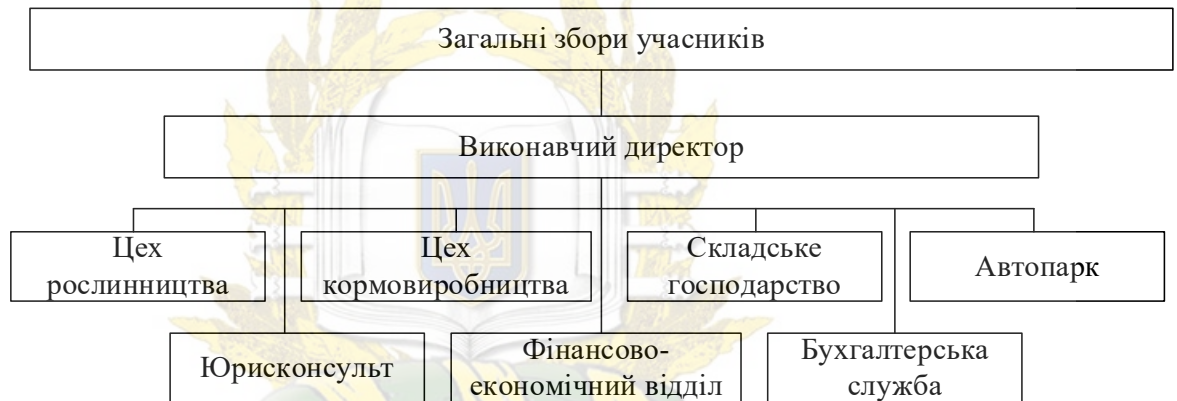 Загальні збори учасників
Виконавчий директор
Цех
рослинництва
Цех
кормовиробництва
Складське
господарство
Автопарк
Юрисконсульт
Фінансово-
економічний відділ
Бухгалтерська
служба